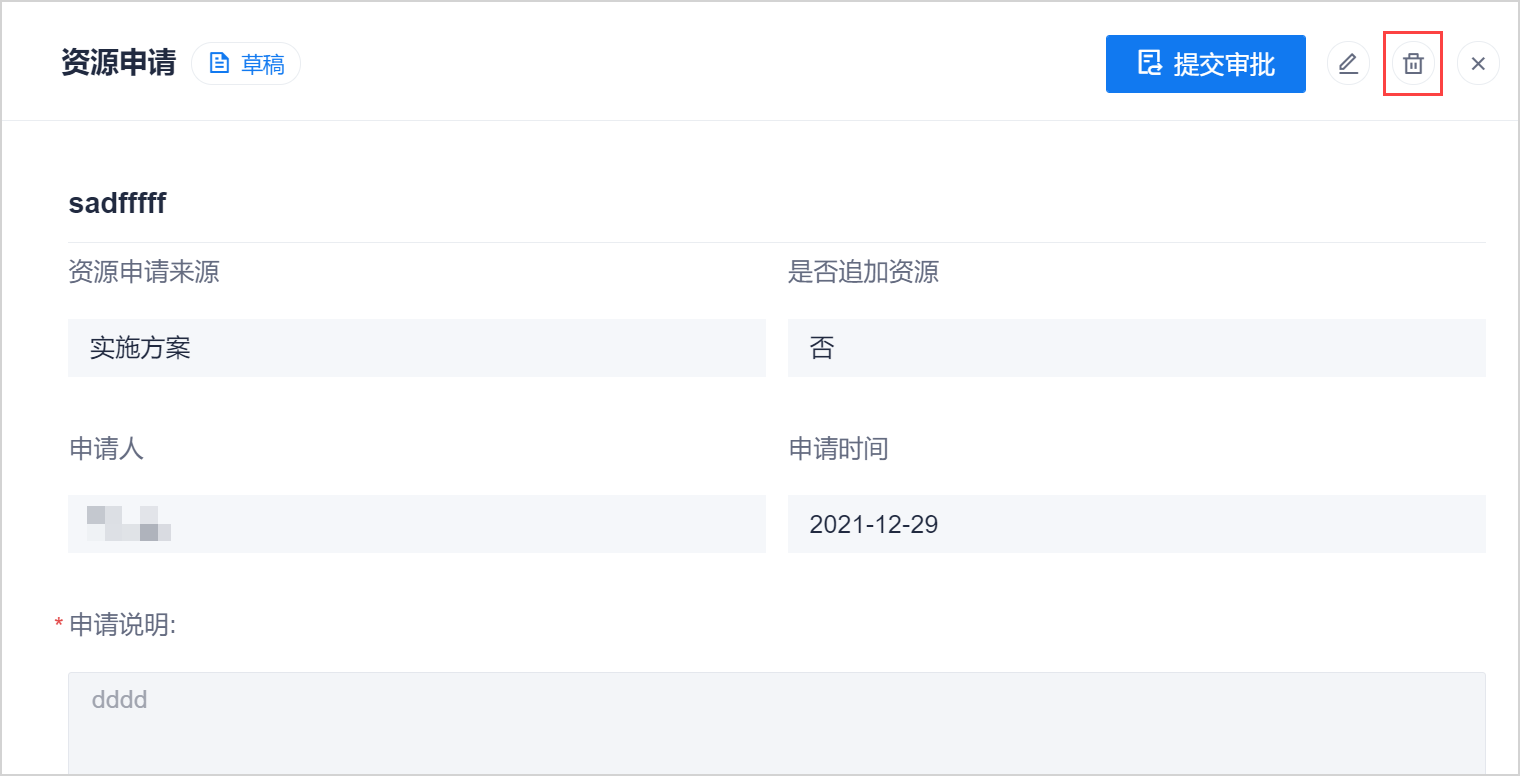 资源申请 草稿 提交审批
sadfffff
资源申请来源 是否追加资源
实施方案 否
申请人 申请时间
2021-12-29
* 申请说明:
dddd